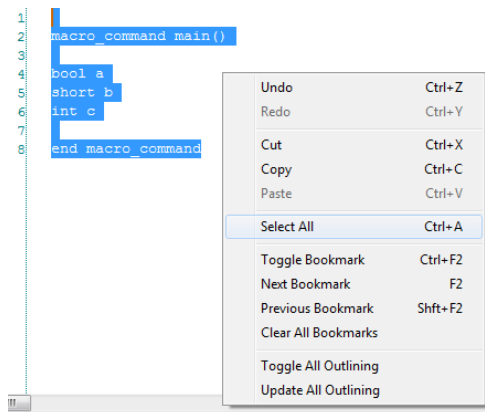 1
2 macro_command main()
3
4 bool a
5 short b
6 int c
7
8 end macro_command
Undo Ctrl+Z
Redo Ctrl+Y
Cut Ctrl+X
Copy Ctrl+C
Paste Ctrl+V
Select All Ctrl+A
Toggle Bookmark Ctrl+F2
Next Bookmark F2
Previous Bookmark Shft+F2
Clear All Bookmarks
Toggle All Outlining
Update All Outlining